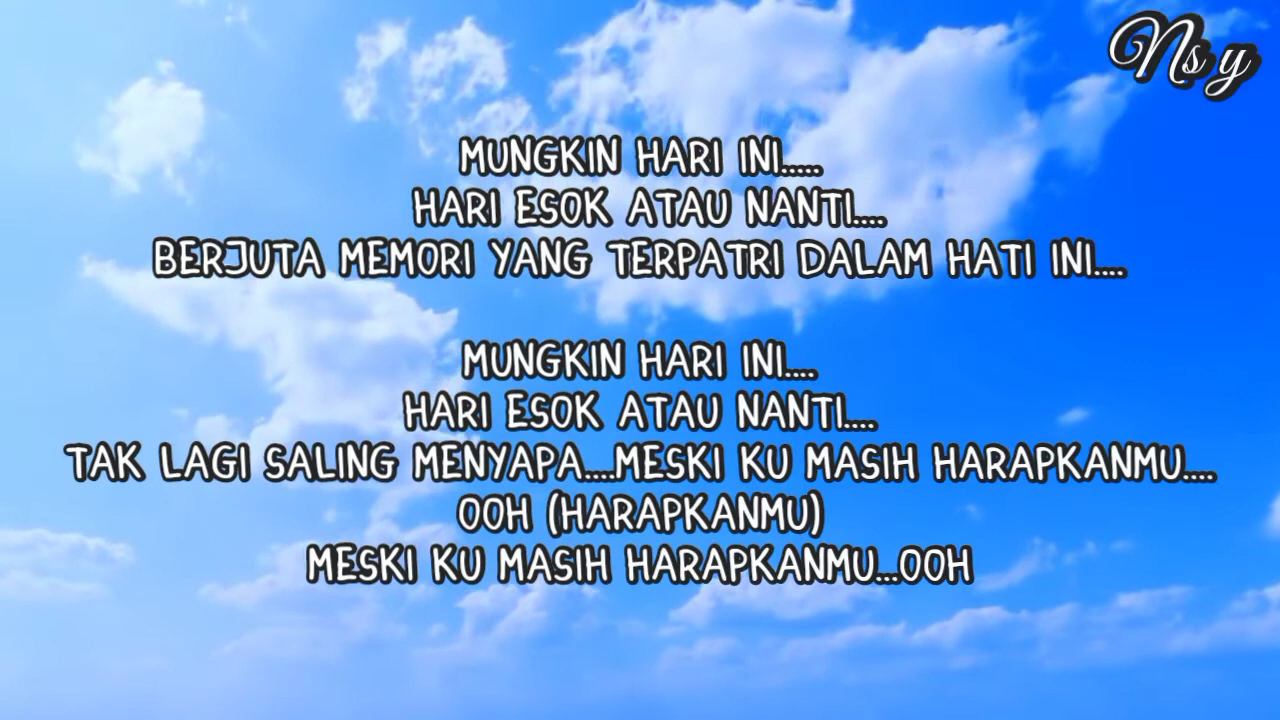 Nsy
MUNGKIN HARI INI.....
HARI ESOK ATAU NANTI....
BERJUTA MEMORI YANG TERPATRI DALAM HATI INI....
MUNGKIN HARI INI....
HARI ESOK ATAU NANTI....
TAK LAGI SALING MENYAPA....MESKI KU MASIH HARAPKANMU....
OOH (HARAPKANMU)
MESKI KU MASIH HARAPKANMU...OOH